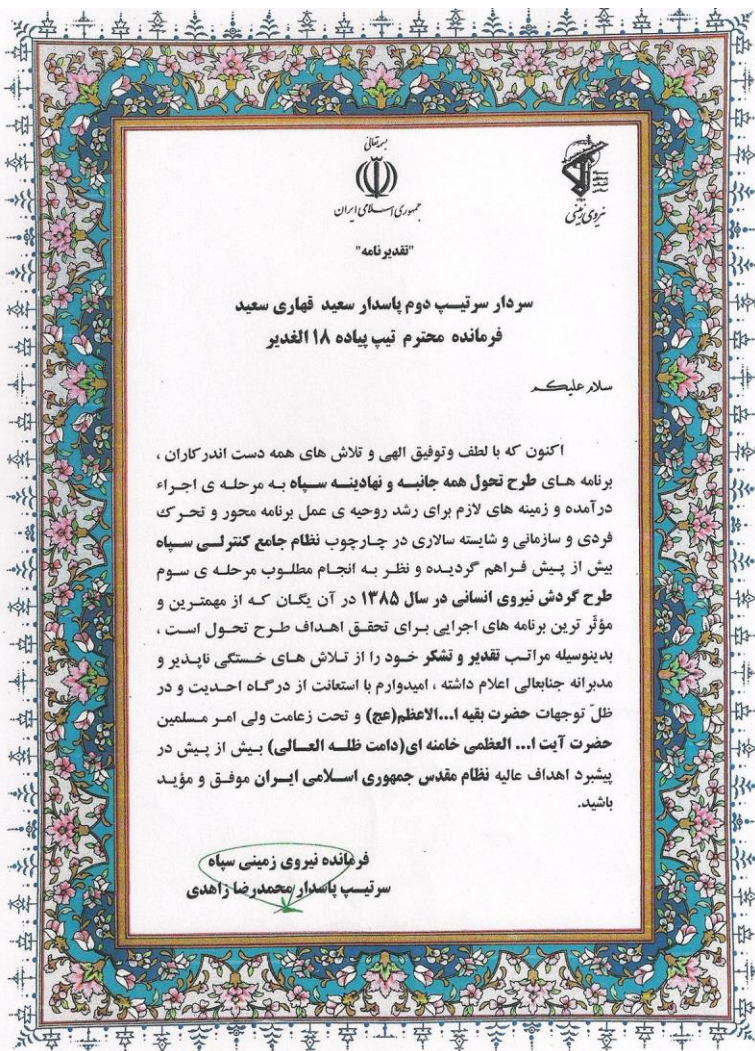 بسمه تعالی
جمهوری اسلامی ایران
نیروی زمینی
"تقدیر نامه"
سردار سرتیپ دوم پاسدار سعید قهاری سعید
فرمانده محترم تیپ پیاده ۱۸ الغدیر
سلام علیکم
اکنون که با لطف وتوفیق الهی و تلاش های همه دست اندرکاران ،
برنامه های طرح تحول همه جانبه و نهادینه سپاه به مرحله ی اجراء
درآمده و زمینه های لازم برای رشد روحیه ی عمل برنامه محور و تحرک
فردی و سازمانی و شایسته سالاری در چارچوب نظام جامع کنترلی سپاه
بیش از پیش فراهم گردیده و نظر به انجام مطلوب مرحله ی سوم
طرح گردش نیروی انسانی در سال ۱۳۸۵ در آن یگان که از مهمترین و
مؤثّر ترین برنامه های اجرایی برای تحقق اهداف طرح تحول است ،
بدینوسیله مراتب تقدیر و تشکر خود را از تلاش های خستگی ناپذیر و
مدبرانه جنابعالی اعلام داشته ، امیدوارم با استعانت از درگاه احدیت و در
ظلّ توجهات حضرت بقیه ا...الاعظم(عج) و تحت زعامت ولی امر مسلمین
حضرت آیت ا... العظمی خامنه ای(دامت ظله العالی) بیش از پیش در
پیشبرد اهداف عالیه نظام مقدس جمهوری اسلامی ایران موفق و مؤید
باشید.
فرمانده نیروی زمینی سپاه
سرتیپ پاسدار محمدرضا زاهدی